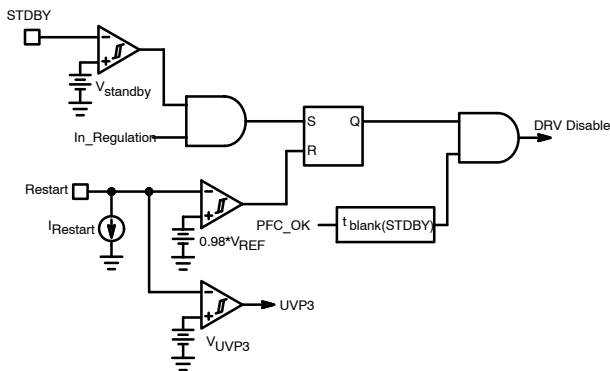 STDBY
Vstandby
In_Regulation
S
Q
R
DRV Disable
Restart
IRestart
0.98*VREF
PFC_OK
tblank(STDBY)
UVP3
VUVP3